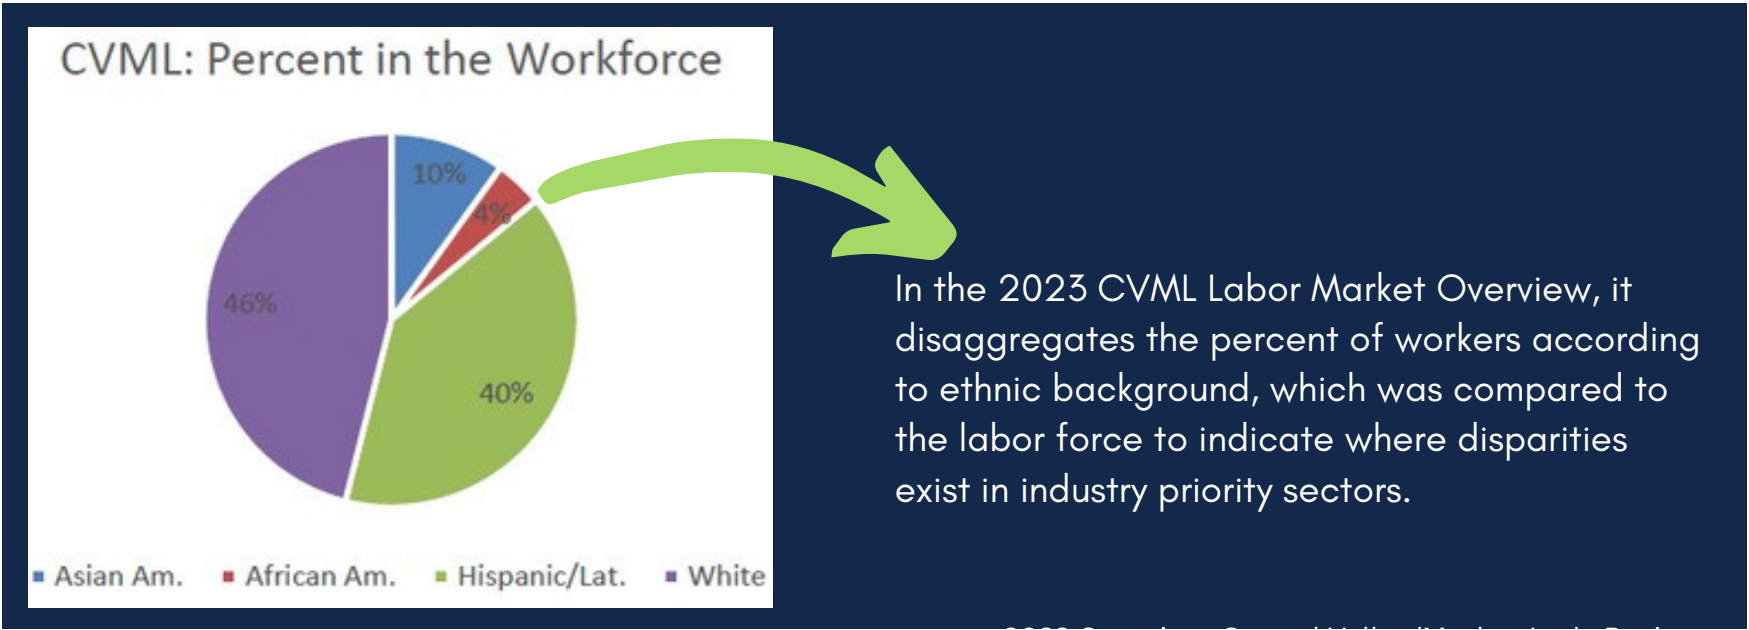 CVML: Percent in the Workforce
10%
4%
46%
40%
Asian Am. African Am. Hispanic/Lat. White
In the 2023 CVML Labor Market Overview, it
disaggregates the percent of workers according
to ethnic background, which was compared to
the labor force to indicate where disparities
exist in industry priority sectors.